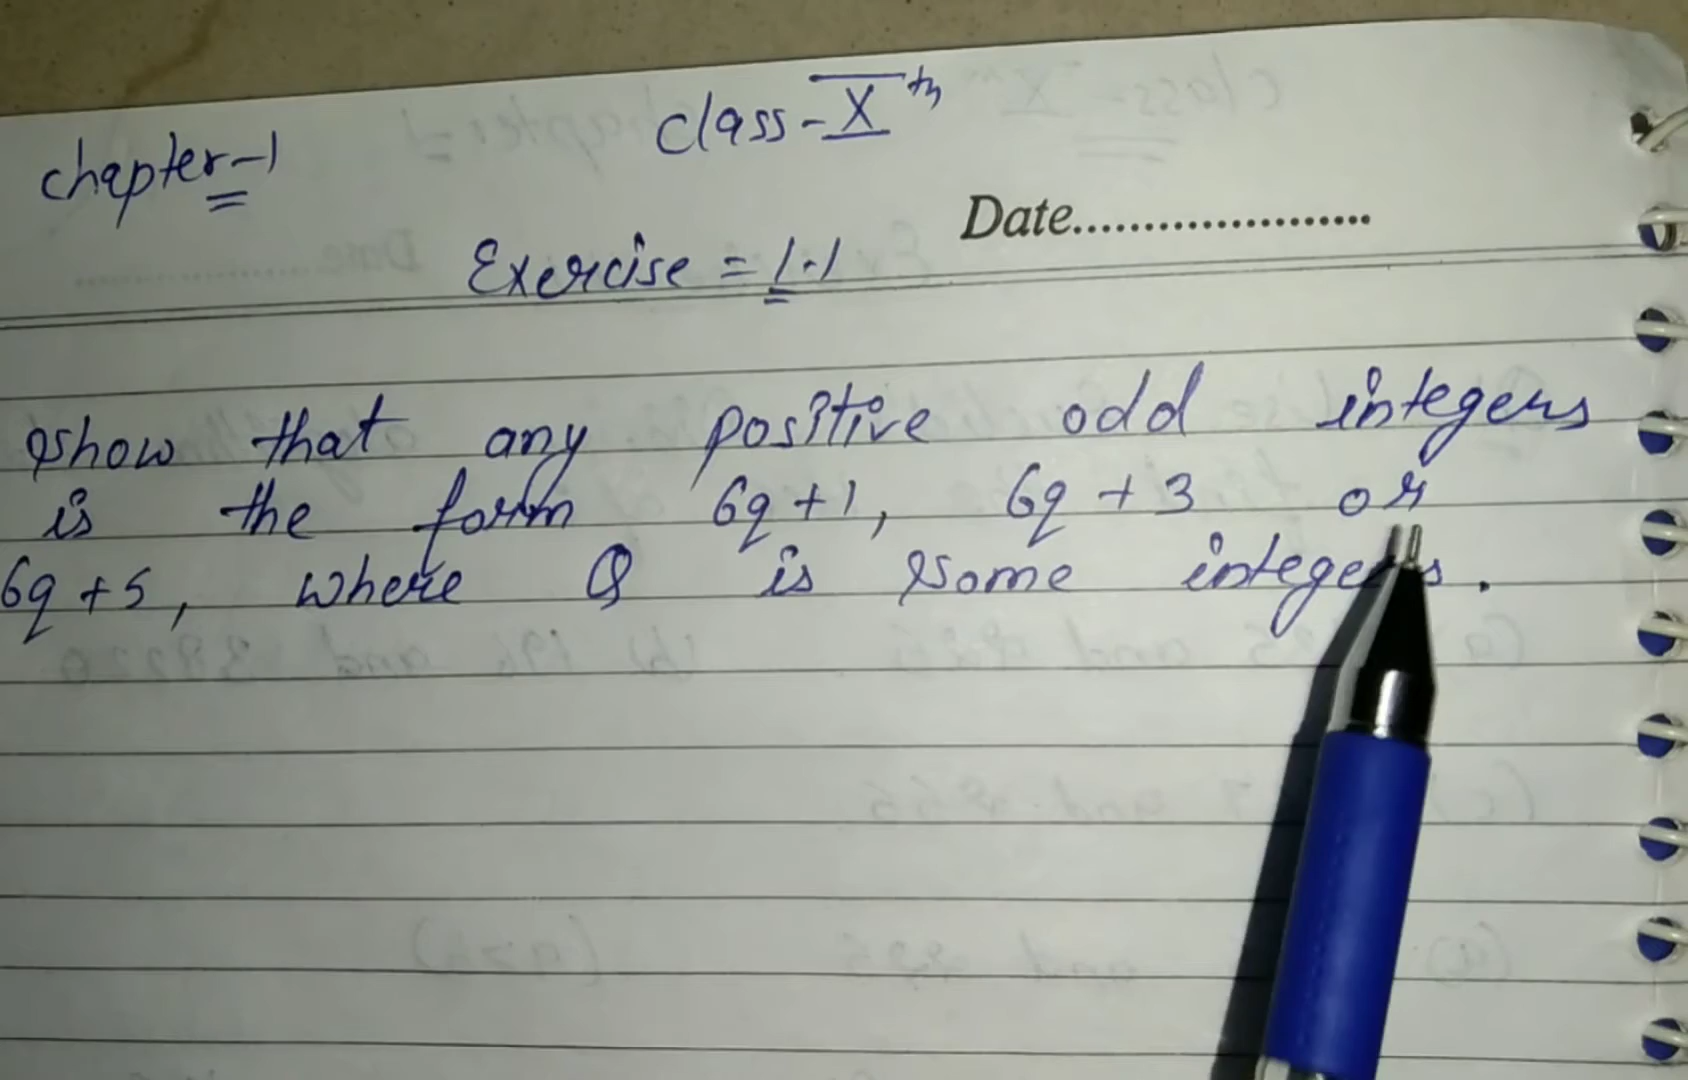 chapter-1
class-Xth
Date......................
Exercise = 1.1
show that any positive odd integers
is the form 6q+1, 6q + 3 or
6q+5, where Q is some integers.